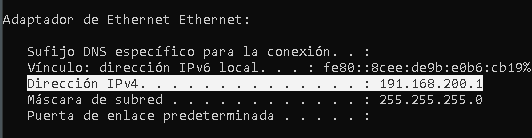 Adaptador de Ethernet Ethernet:
Sufijo DNS específico para la conexión. . :
Vínculo: dirección IPv6 local. . . : fe80::8cee:de9b:e0b6:cb19%
Dirección IPv4. . . . . . . . . . . . . . : 191.168.200.1
Máscara de subred . . . . . . . . . . . . : 255.255.255.0
Puerta de enlace predeterminada . . . . . :